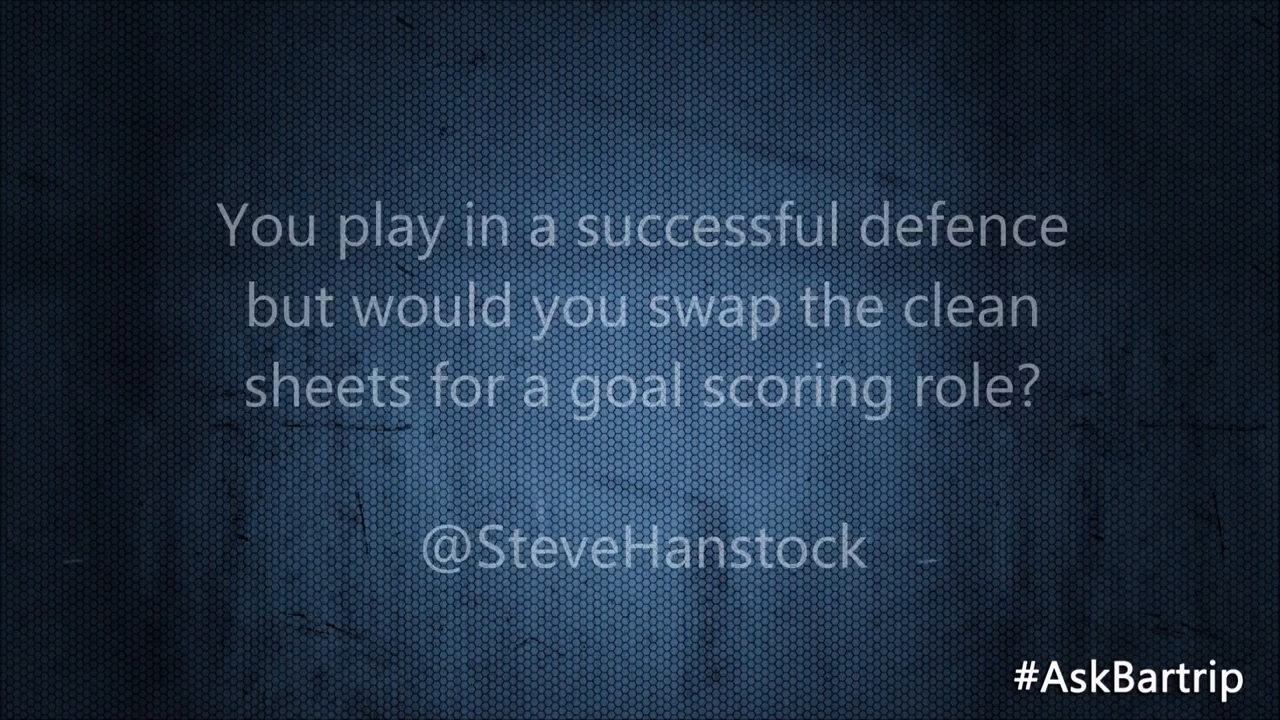 You play in a successful defence
but would you swap the clean
sheets for a goal scoring role?
@SteveHanstock
#AskBartrip